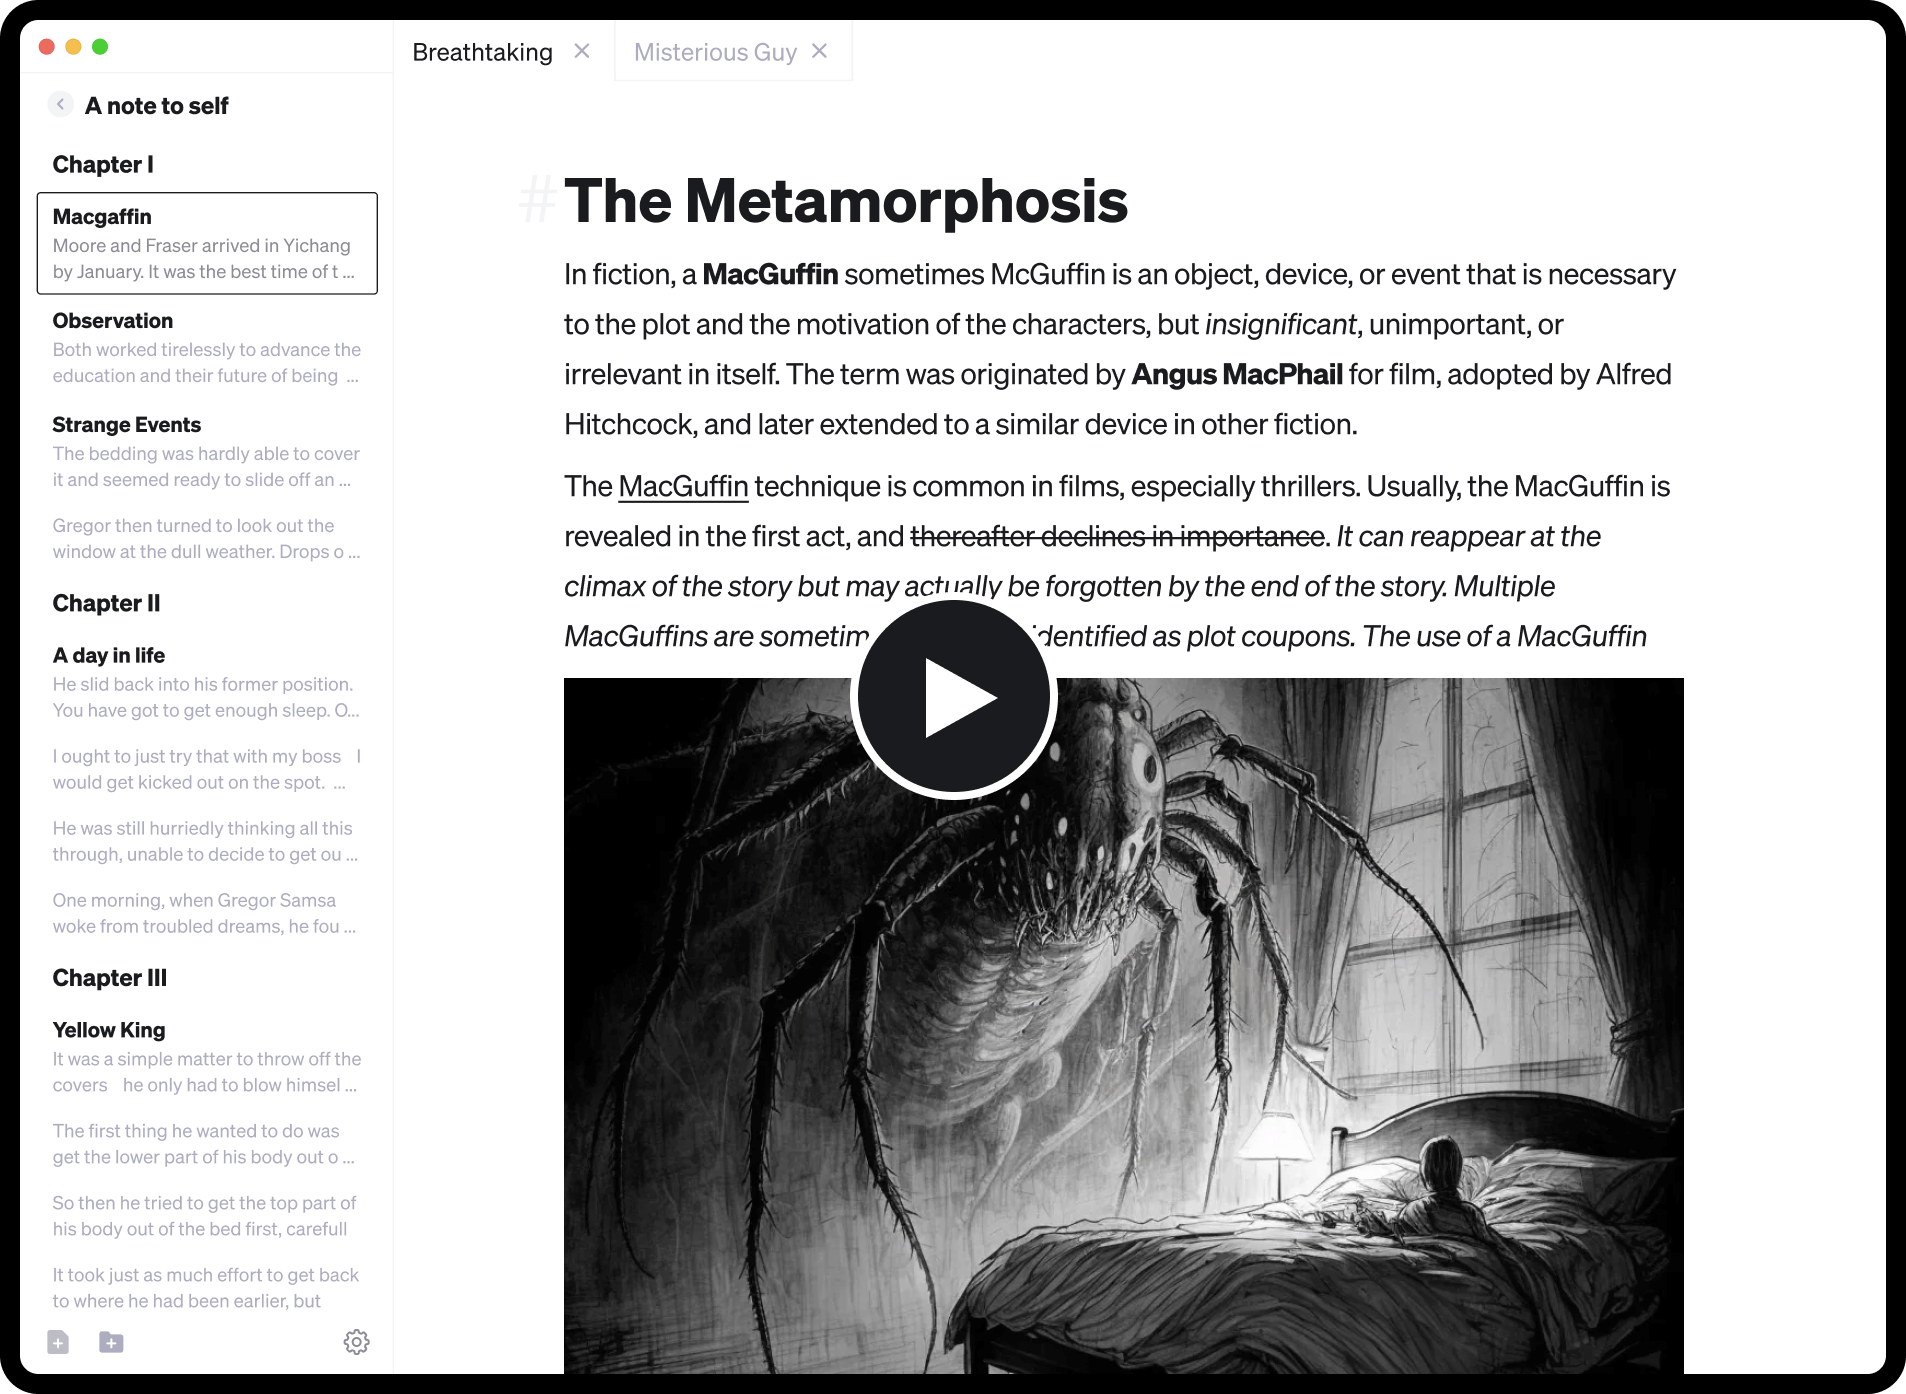 Breathtaking
Misterious Guy
A note to self
Chapter I
Macgaffin
Moore and Fraser arrived in Yichang
by January. It was the best time of t ...
Observation
Both worked tirelessly to advance the
education and their future of being ...
Strange Events
The bedding was hardly able to cover
it and seemed ready to slide off an ...
Gregor then turned to look out the
window at the dull weather. Drops o ...
Chapter II
A day in life
He slid back into his former position.
You have got to get enough sleep. O...
I ought to just try that with my boss I
would get kicked out on the spot. ...
He was still hurriedly thinking all this
through, unable to decide to get ou ...
One morning, when Gregor Samsa
woke from troubled dreams, he fou ...
Chapter III
Yellow King
It was a simple matter to throw off the
covers he only had to blow himsel ...
The first thing he wanted to do was
get the lower part of his body out o ...
So then he tried to get the top part of
his body out of the bed first, carefull
It took just as much effort to get back
to where he had been earlier, but
# The Metamorphosis
In fiction, a MacGuffin sometimes McGuffin is an object, device, or event that is necessary
to the plot and the motivation of the characters, but insignificant, unimportant, or
irrelevant in itself. The term was originated by Angus MacPhail for film, adopted by Alfred
Hitchcock, and later extended to a similar device in other fiction.
The MacGuffin technique is common in films, especially thrillers. Usually, the MacGuffin is
revealed in the first act, and thereafter declines in importance. It can reappear at the
climax of the story but may actually be forgotten by the end of the story. Multiple
MacGuffins are sometim identified as plot coupons. The use of a MacGuffin